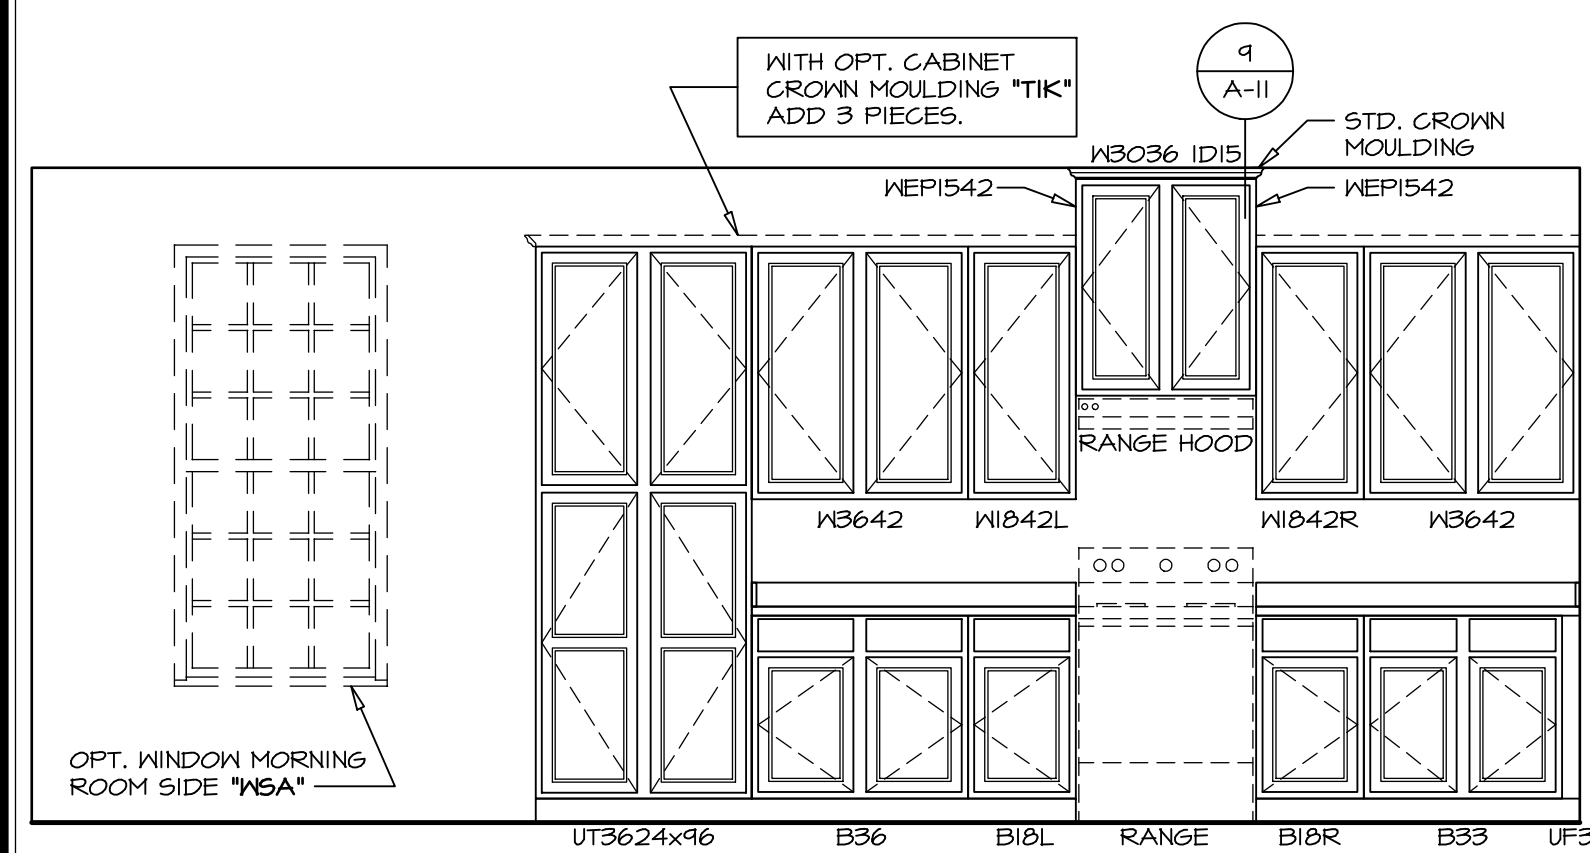 WITH OPT. CABINET
CROWN MOULDING "TIK"
ADD 3 PIECES.
9
A-11
STD. CROWN
MOULDING
W3036 1D15
WEP1542
WEP1542
RANGE HOOD
W3642
W1842L
W1842R
W3642
OPT. WINDOW MORNING
ROOM SIDE "WSA"
UT3624x96
B36
B18L
RANGE
B18R
B33